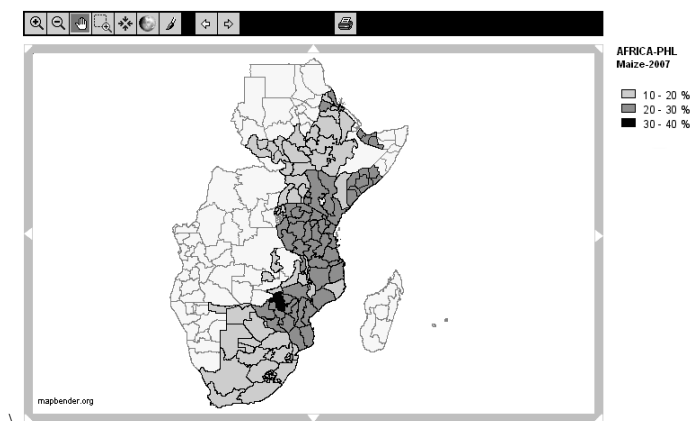 AFRICA-PHL
Maize-2007
10 - 20 %
20 - 30 %
30 - 40 %
mapbender.org
\